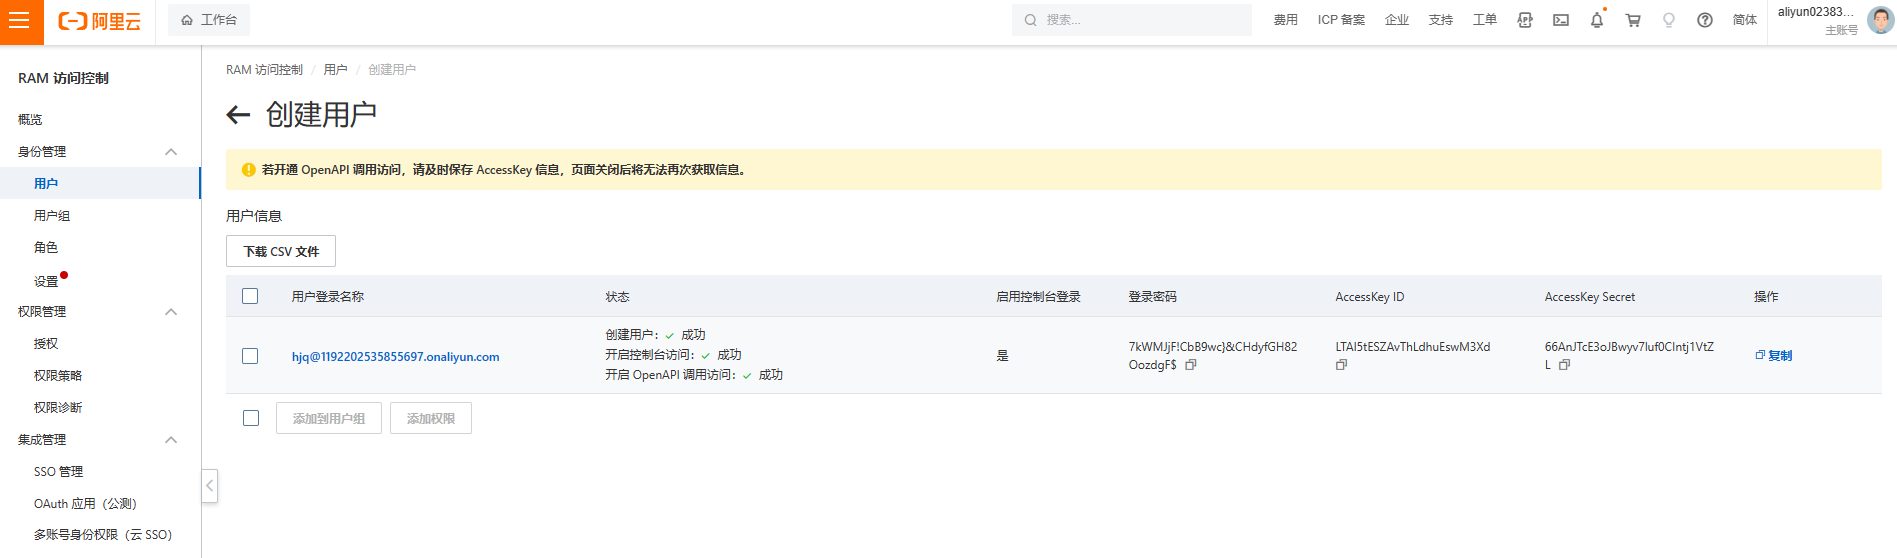 阿里云
工作台
搜索...
费用
ICP 备案
企业
支持
工单
简体
aliyun02383...
主账号
RAM 访问控制
概览
身份管理
用户
用户组
角色
设置
权限管理
授权
权限策略
权限诊断
集成管理
SSO 管理
OAuth 应用（公测）
多账号身份权限（云 SSO）
RAM 访问控制 / 用户 / 创建用户
创建用户
若开通 OpenAPI 调用访问，请及时保存 AccessKey 信息，页面关闭后将无法再次获取信息。
用户信息
下载 CSV 文件
用户登录名称
状态
启用控制台登录
登录密码
AccessKey ID
AccessKey Secret
操作
hjq@1192202535855697.onaliyun.com
创建用户： 成功
开启控制台访问： 成功
开启 OpenAPI 调用访问： 成功
是
7kWMJjF!CbB9wc}&CHdyfGH82
OozdgF$
LTAI5tESZAvThLdhuEswM3Xd
66AnJTcE3oJBwyv7Iuf0CIntj1VtZ
L
复制
添加到用户组
添加权限